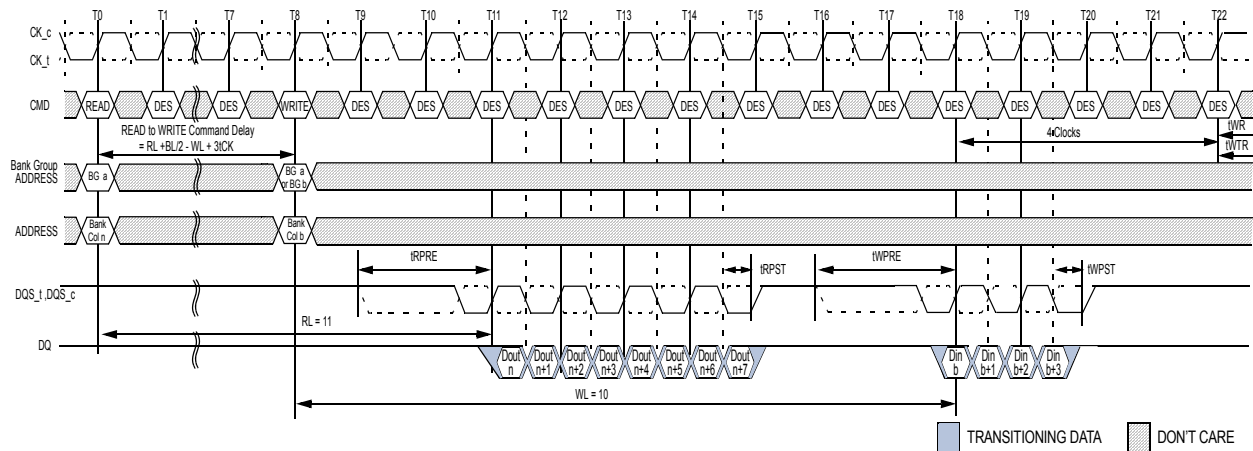 T0 T1 T7 T8 T9 T10 T11 T12 T13 T14 T15 T16 T17 T18 T19 T20 T21 T22
CK_c
CK_t
CMD READ DES DES WRITE DES DES DES DES DES DES DES DES DES DES DES DES DES DES
READ to WRITE Command Delay
= RL +BL/2 - WL + 3tCK
4 Clocks
tWR
tWTR
Bank Group
ADDRESS
BG a
BG a
or BG b
ADDRESS
Bank
Col n
Bank
Col b
tRPRE tRPST tWPRE tWPST
DQS_t ,DQS_c
RL = 11
DQ
Dout
n
Dout
n+1
Dout
n+2
Dout
n+3
Dout
n+4
Dout
n+5
Dout
n+6
Dout
n+7
Din
b
Din
b+1
Din
b+2
Din
b+3
WL = 10
TRANSITIONING DATA DON'T CARE